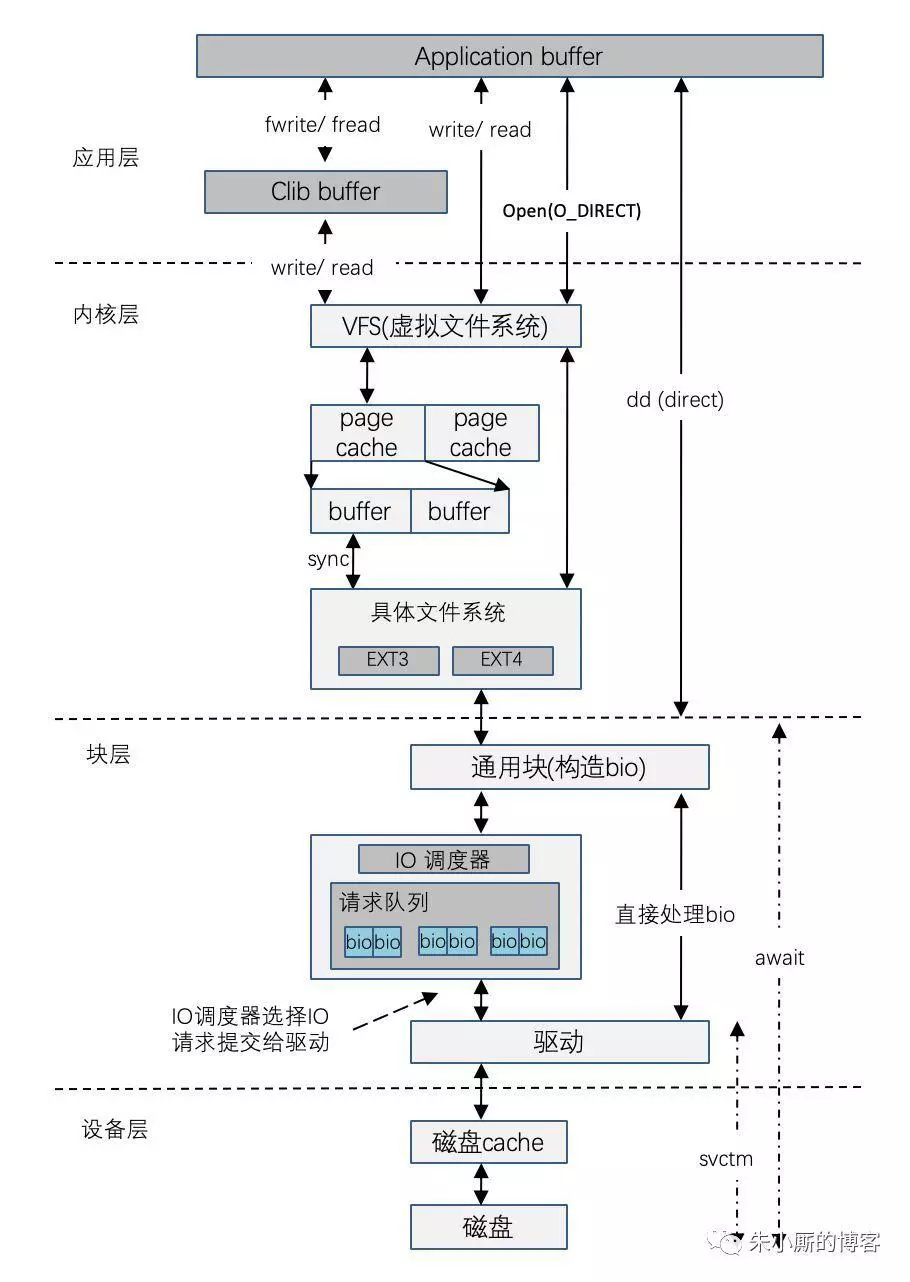 Application buffer
fwrite/ fread
write/ read
应用层
Clib buffer
Open(O_DIRECT)
write/ read
内核层
VFS(虚拟文件系统)
dd (direct)
page
cache
page
cache
buffer
buffer
sync
具体文件系统
EXT3
EXT4
块层
通用块(构造bio)
IO 调度器
请求队列
bio
bio
bio
bio
bio
bio
直接处理bio
await
IO调度器选择IO
请求提交给驱动
驱动
设备层
磁盘cache
svctm
磁盘
朱小厮的博客